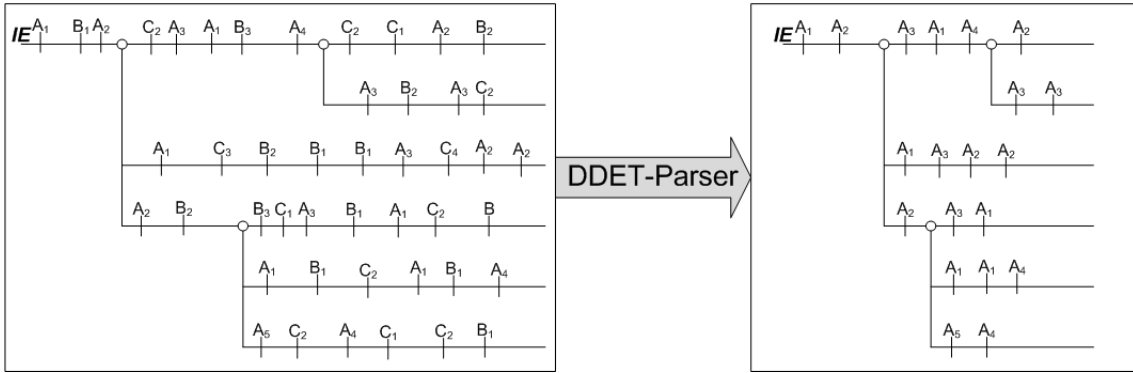 IE A₁ B₁ A₂ C₂ A₃ A₁ B₃ A₄ C₂ C₁ A₂ B₂
A₃ B₂ A₃ C₂
A₁ C₃ B₂ B₁ B₁ A₃ C₄ A₂ A₂
A₂ B₂ B₃ C₁ A₃ B₁ A₁ C₂ B
A₁ B₁ C₂ A₁ B₁ A₄
A₅ C₂ A₄ C₁ C₂ B₁
DDET-Parser
IE A₁ A₂ A₃ A₁ A₄ A₂
A₃ A₃
A₁ A₃ A₂ A₂
A₂ A₃ A₁
A₁ A₁ A₄
A₅ A₄